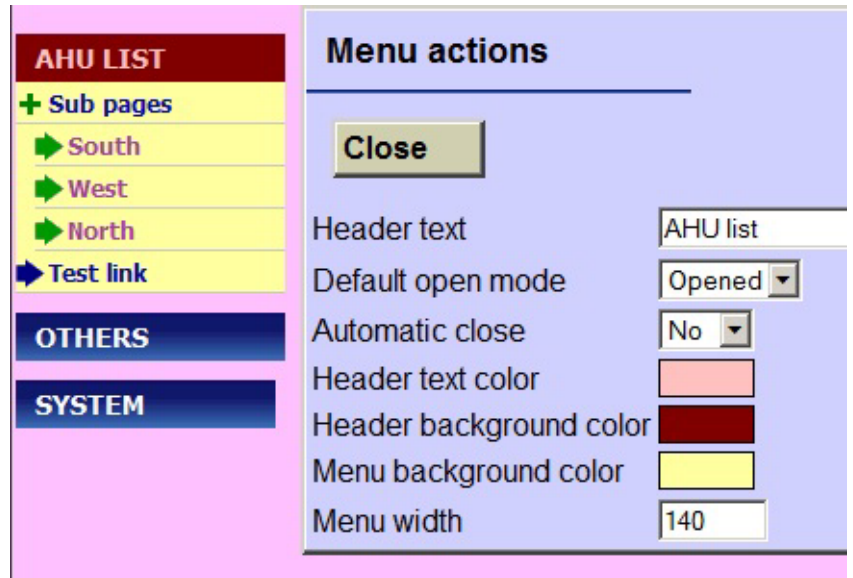 AHU LIST
Sub pages
South
West
North
Test link
OTHERS
SYSTEM
Menu actions
Close
Header text AHU list
Default open mode Opened
Automatic close No
Header text color
Header background color
Menu background color
Menu width 140